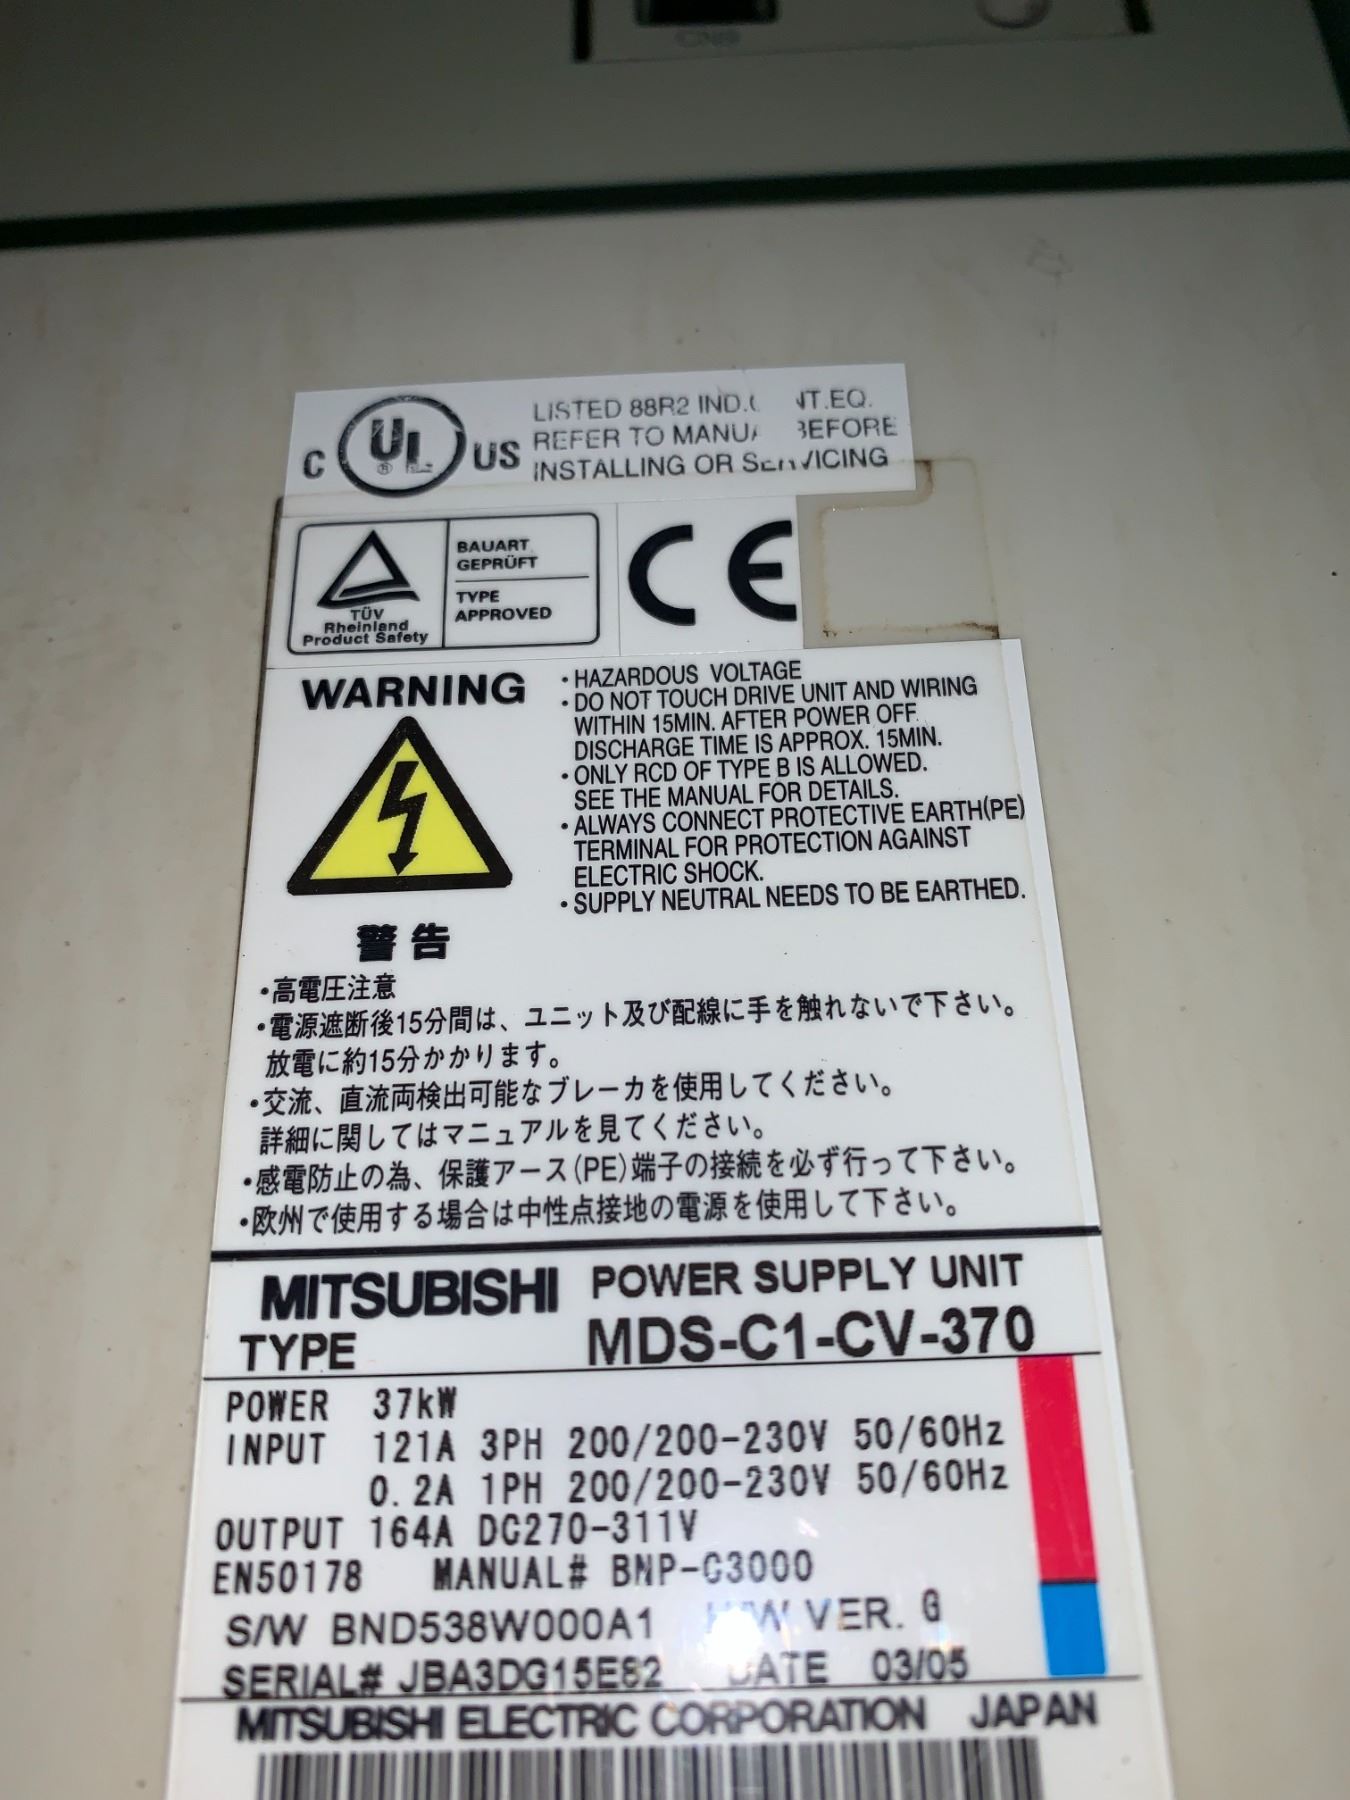 CN9
C UL US
LISTED 88R2 IND. NT.EQ.
REFER TO BEFORE
INSTALLING OR SERVICING
BAUART
GEPRÜFT
TYPE
APPROVED
TÜV
Rheinland
Product Safety
CE
WARNING
・HAZARDOUS VOLTAGE
・DO NOT TOUCH DRIVE UNIT AND WIRING
WITHIN 15MIN. AFTER POWER OFF.
DISCHARGE TIME IS APPROX. 15MIN.
・ONLY RCD OF TYPE B IS ALLOWED.
SEE THE MANUAL FOR DETAILS.
・ALWAYS CONNECT PROTECTIVE EARTH(PE)
TERMINAL FOR PROTECTION AGAINST
ELECTRIC SHOCK.
・SUPPLY NEUTRAL NEEDS TO BE EARTHED.
警告
・高電圧注意
・電源遮断後15分間は、ユニット及び配線に手を触れないで下さい。
放電に約15分かかります。
・交流、直流両検出可能なブレーカを使用してください。
詳細に関してはマニュアルを見てください。
・感電防止の為、保護アース(PE)端子の接続を必ず行って下さい。
・欧州で使用する場合は中性点接地の電源を使用して下さい。
MITSUBISHI POWER SUPPLY UNIT
TYPE MDS-C1-CV-370
POWER 37kW
INPUT 121A 3PH 200/200-230V 50/60Hz
0.2A 1PH 200/200-230V 50/60Hz
OUTPUT 164A DC270-311V
EN50178 MANUAL# BNP-C3000
S/W BND538W000A1 H/W VER. G
SERIAL# JBA3DG15E82 DATE 03/05
MITSUBISHI ELECTRIC CORPORATION JAPAN